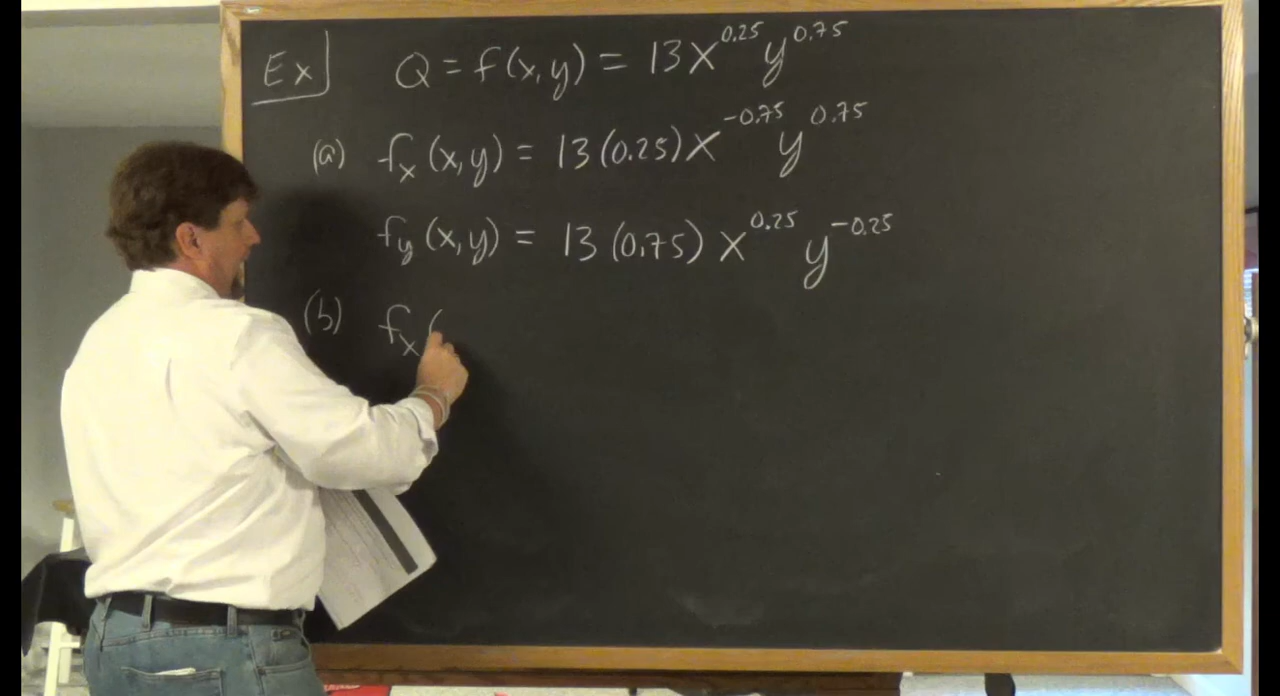 Ex
Q = f(x,y) = 13x^0.25 y^0.75
(a) f_x(x,y) = 13(0.25)x^-0.75 y^0.75
f_y(x,y) = 13(0.75)x^0.25 y^-0.25
(b) f_x(